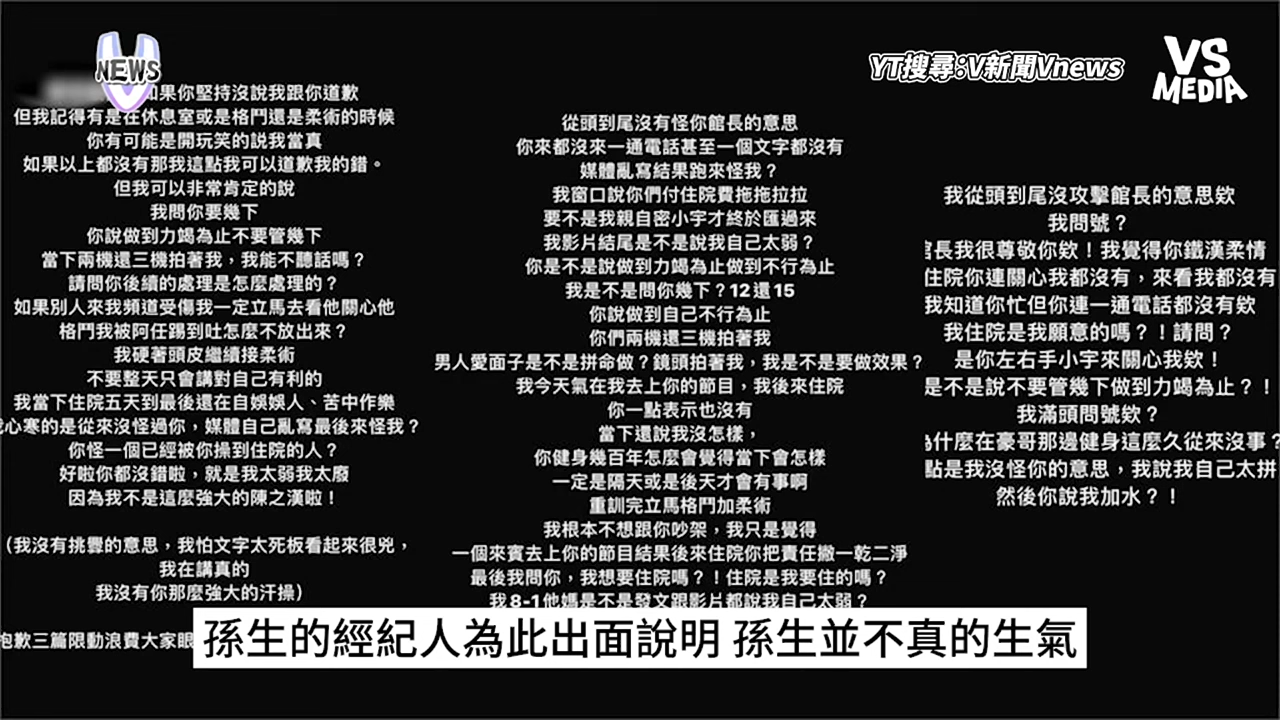 NEWS
YT搜尋:V新聞Vnews
VS
MEDIA
如果你堅持沒說我跟你道歉
但我記得有是在休息室或是格鬥還是柔術的時候
你有可能是開玩笑的說我當真
如果以上都沒有那我這點我可以道歉我的錯。
但我可以非常肯定的說
我問你要幾下
你說做到力竭為止不要管幾下
當下兩機還三機拍著我，我能不聽話嗎？
請問你後續的處理是怎麼處理的？
如果別人來我頻道受傷我一定立馬去看他關心他
格鬥我被阿任踢到吐怎麼不放出來？
我硬著頭皮繼續接柔術
不要整天只會講對自己有利的
我當下住院五天到最後還在自娛娛人、苦中作樂
心寒的是從來沒怪過你，媒體自己亂寫最後來怪我？
你怪一個已經被你操到住院的人？
好啦你都沒錯啦，就是我太弱我太廢
因為我不是這麼強大的陳之漢啦！
（我沒有挑釁的意思，我怕文字太死板看起來很兇，
我在講真的
我沒有你那麼強大的汗操）
抱歉三篇限動浪費大家眼
從頭到尾沒有怪你館長的意思
你來都沒來一通電話甚至一個文字都沒有
媒體亂寫結果跑來怪我？
我窗口說你們付住院費拖拖拉拉
要不是我親自密小宇才終於匯過來
我影片結尾是不是說我自己太弱？
你是不是說做到力竭為止做到不行為止
我是不是問你幾下？12還15
你說做到自己不行為止
你們兩機還三機拍著我
男人愛面子是不是拼命做？鏡頭拍著我，我是不是要做效果？
我今天氣在我去上你的節目，我後來住院
你一點表示也沒有
當下還說我沒怎樣，
你健身幾百年怎麼會覺得當下會怎樣
一定是隔天或是後天才會有事啊
重訓完立馬格鬥加柔術
我根本不想跟你吵架，我只是覺得
一個來賓去上你的節目結果後來住院你把責任撇一乾二淨
最後我問你，我想要住院嗎？！住院是我要住的嗎？
我8-1他媽是不是發文跟影片都說我自己太弱？
我從頭到尾沒攻擊館長的意思欸
我問號？
館長我很尊敬你欸！我覺得你鐵漢柔情
住院你連關心我都沒有，來看我都沒有
我知道你忙但你連一通電話都沒有欸
我住院是我願意的嗎？！請問？
是你左右手小宇來關心我欸！
是不是說不要管幾下做到力竭為止？！
我滿頭問號欸？
為什麼在豪哥那邊健身這麼久從來沒事？
點是我沒怪你的意思，我說我自己太拼
然後你說我加水？！
孫生的經紀人為此出面說明 孫生並不真的生氣